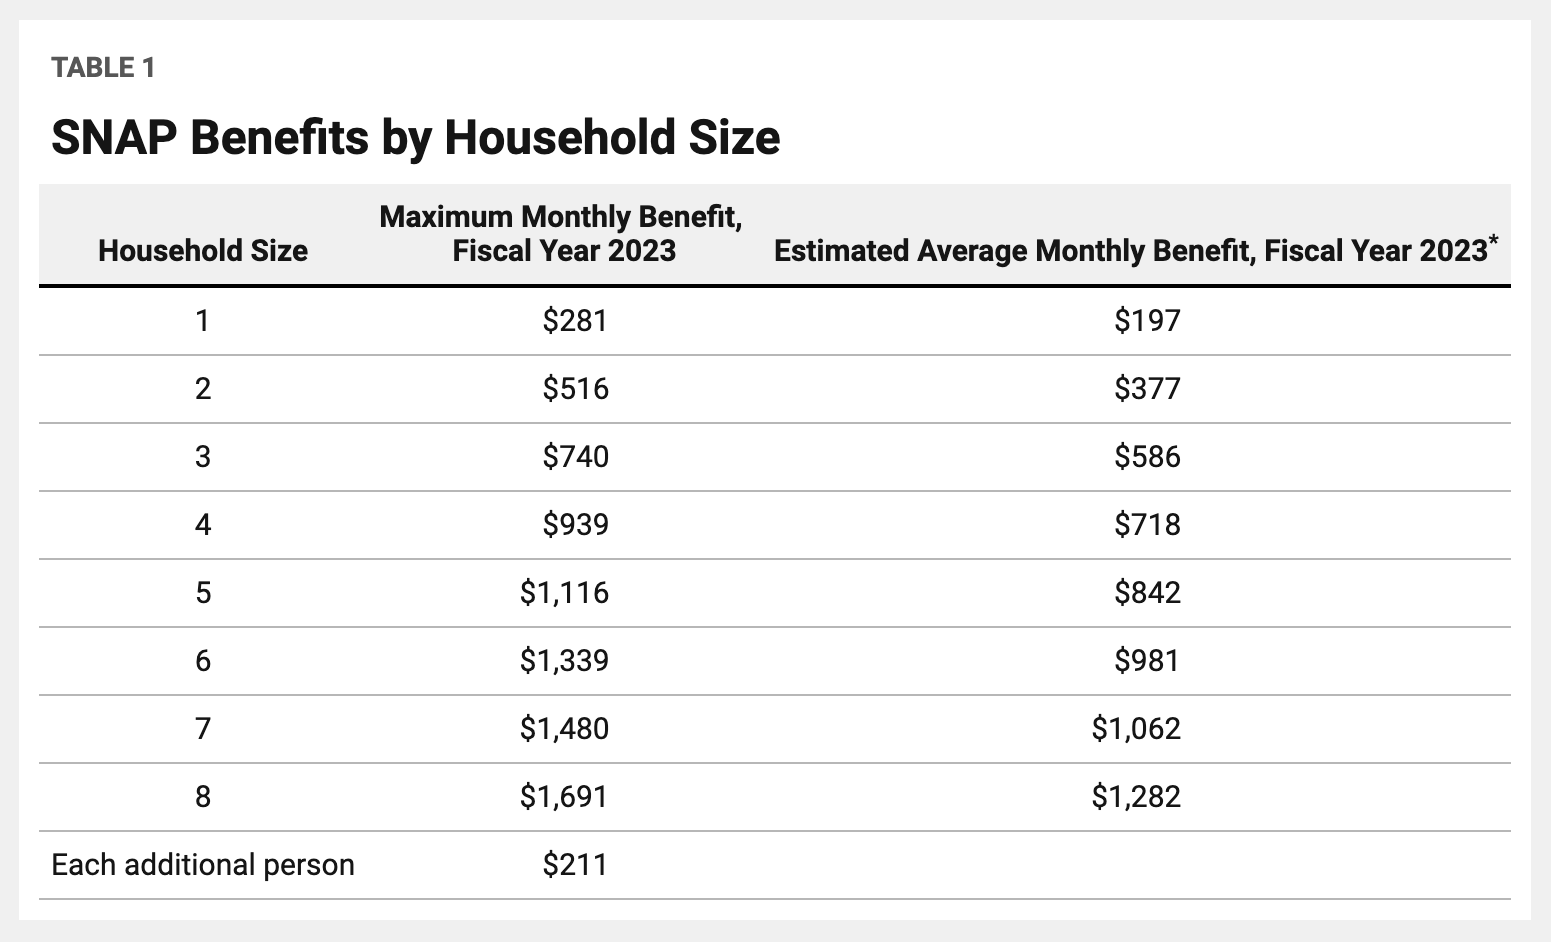 TABLE 1
SNAP Benefits by Household Size
Household Size Maximum Monthly Benefit, Fiscal Year 2023 Estimated Average Monthly Benefit, Fiscal Year 2023*
1 $281 $197
2 $516 $377
3 $740 $586
4 $939 $718
5 $1,116 $842
6 $1,339 $981
7 $1,480 $1,062
8 $1,691 $1,282
Each additional person $211